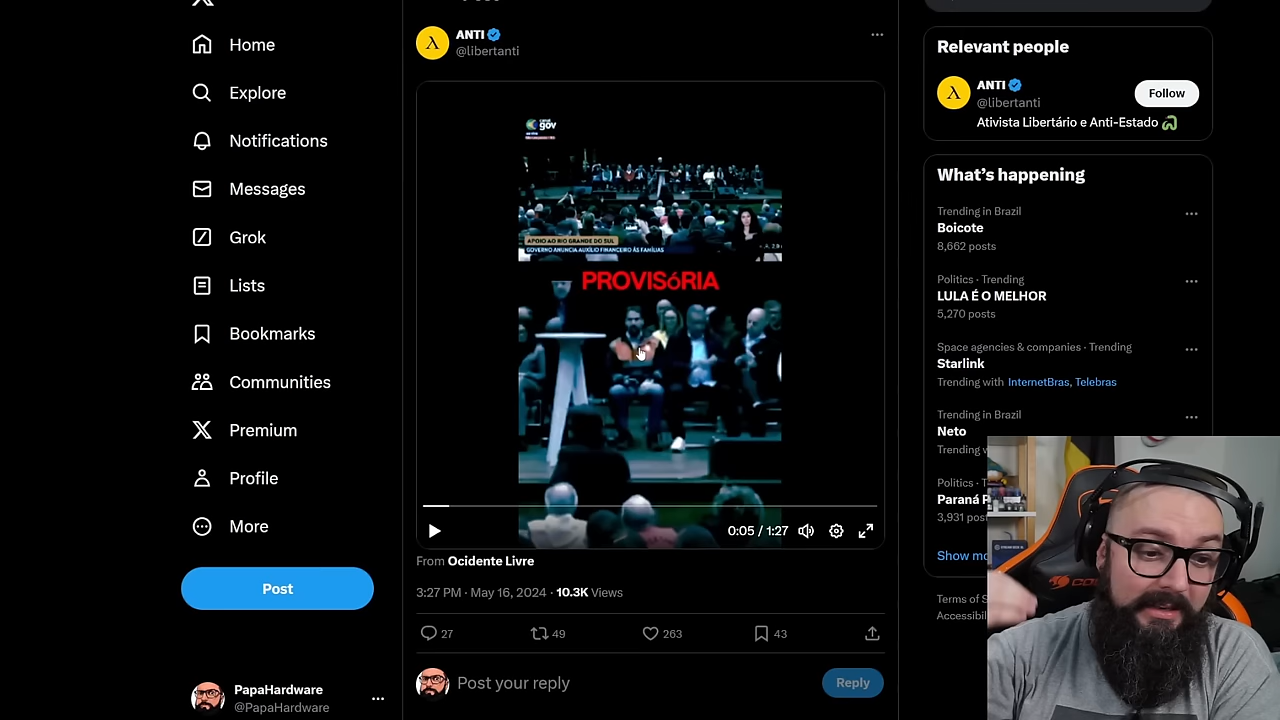 Home
Explore
Notifications
Messages
Grok
Lists
Bookmarks
Communities
Premium
Profile
More
Post
PapaHardware
@PapaHardware
ANTI
@libertanti
gov
APOIO AO RIO GRANDE DO SUL
GOVERNO ANUNCIA AUXÍLIO FINANCEIRO ÀS FAMÍLIAS
PROVISóRIA
0:05 / 1:27
From Ocidente Livre
3:27 PM · May 16, 2024 · 10.3K Views
27
49
263
43
Post your reply
Reply
Relevant people
ANTI
@libertanti
Follow
Ativista Libertário e Anti-Estado
What's happening
Trending in Brazil
Boicote
8,662 posts
Politics · Trending
LULA É O MELHOR
5,270 posts
Space agencies & companies · Trending
Starlink
Trending with InternetBras, Telebras
Trending in Brazil
Neto
Trending
Politics ·
Paraná
3,931
Show
Terms of